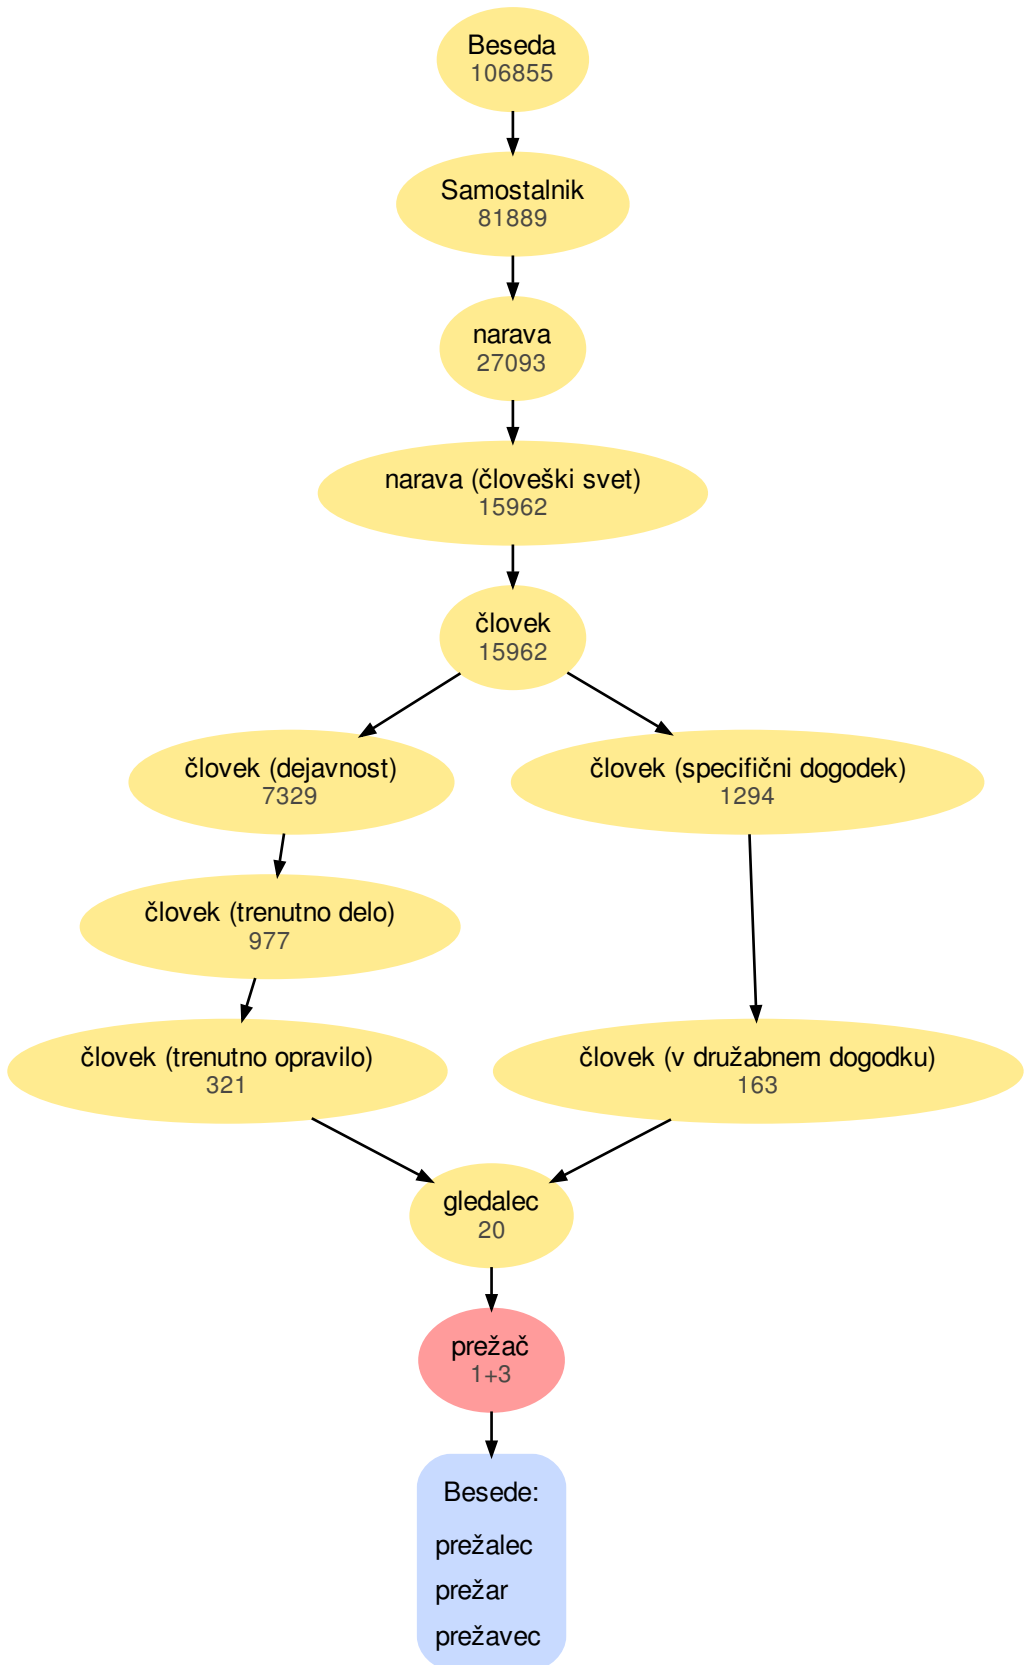 Beseda
106855
Samostalnik
81889
narava
27093
narava (človeški svet)
15962
človek
15962
človek (dejavnost)
7329
človek (specifični dogodek)
1294
človek (trenutno delo)
977
človek (trenutno opravilo)
321
človek (v družabnem dogodku)
163
gledalec
20
prežač
1+3
Besede:
prežalec
prežar
prežavec